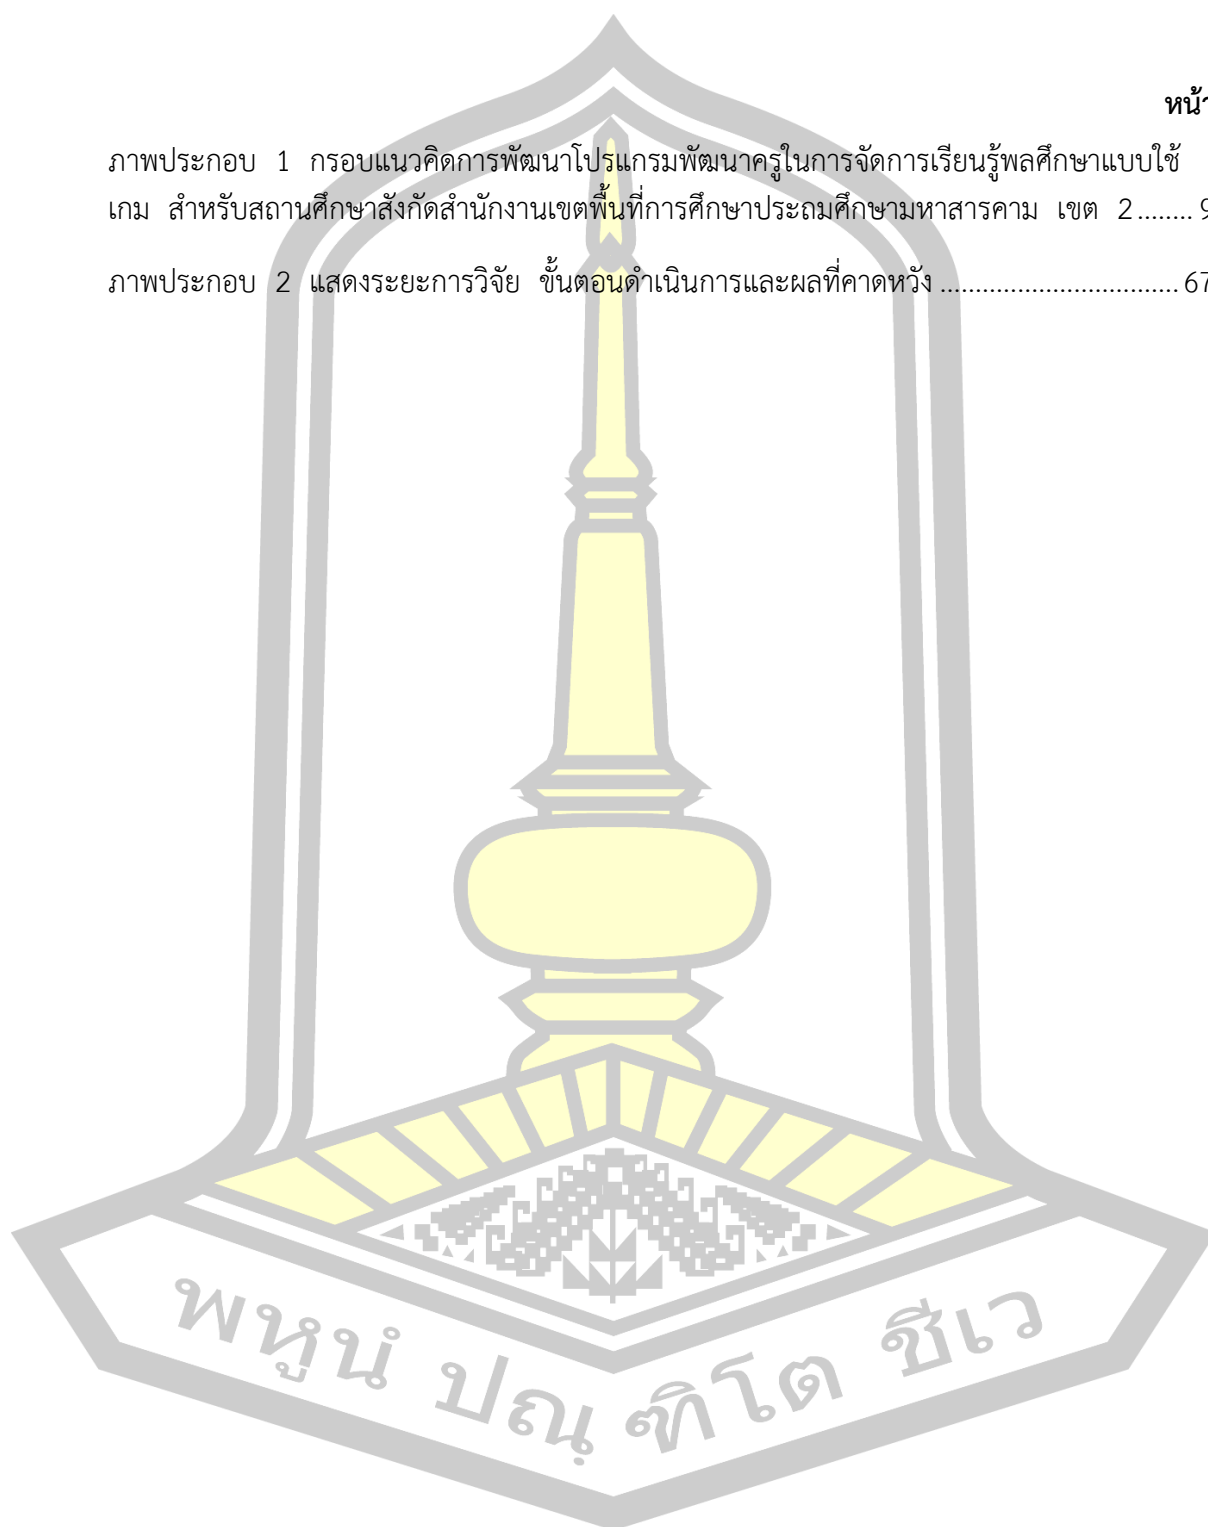 หน้า
ภาพประกอบ 1 กรอบแนวคิดการพัฒนาโปรแกรมพัฒนาครูในการจัดการเรียนรู้พลศึกษาแบบใช้
เกม สำหรับสถานศึกษาสังกัดสำนักงานเขตพื้นที่การศึกษาประถมศึกษามหาสารคาม เขต 2........ 9
ภาพประกอบ 2 แสดงระยะการวิจัย ขั้นตอนดำเนินการและผลที่คาดหวัง ................................. 67
พหูนํ ปณฺฑิโต ชีเว